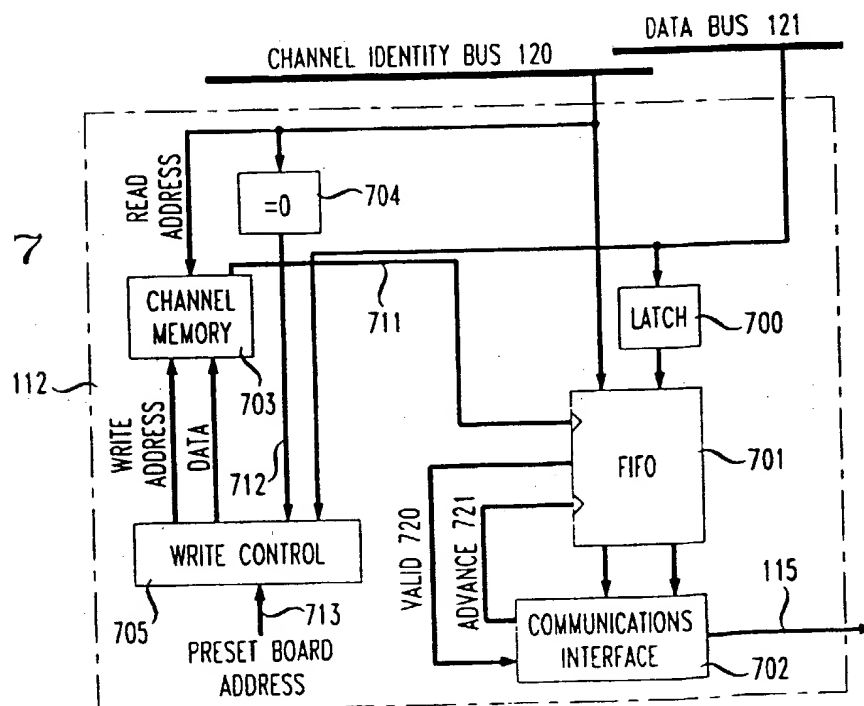 DATA BUS 121
CHANNEL IDENTITY BUS 120
READ
ADDRESS
=0
704
7
CHANNEL
MEMORY
711
LATCH
700
112
703
WRITE
ADDRESS
DATA
712
FIFO
701
VALID 720
ADVANCE 721
WRITE CONTROL
705
713
PRESET BOARD
ADDRESS
COMMUNICATIONS
INTERFACE
702
115